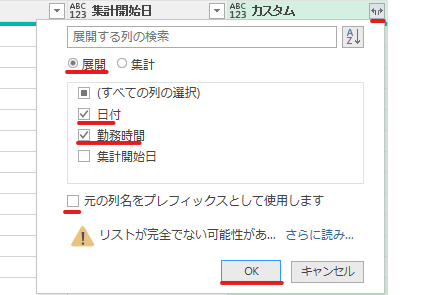 ABC 123 集計開始日 ABC 123 カスタム
展開する列の検索 A Z
展開 集計
(すべての列の選択)
日付
勤務時間
集計開始日
元の列名をプレフィックスとして使用します
リストが完全でない可能性があ... さらに読み...
OK キャンセル